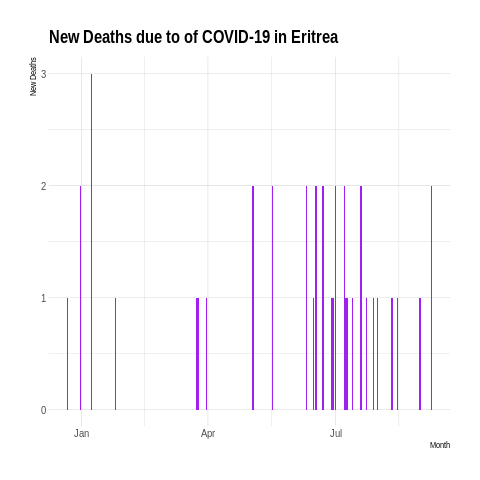 New Deaths due to of COVID-19 in Eritrea
New Deaths
3
2
1
0
Jan Apr Jul
Month